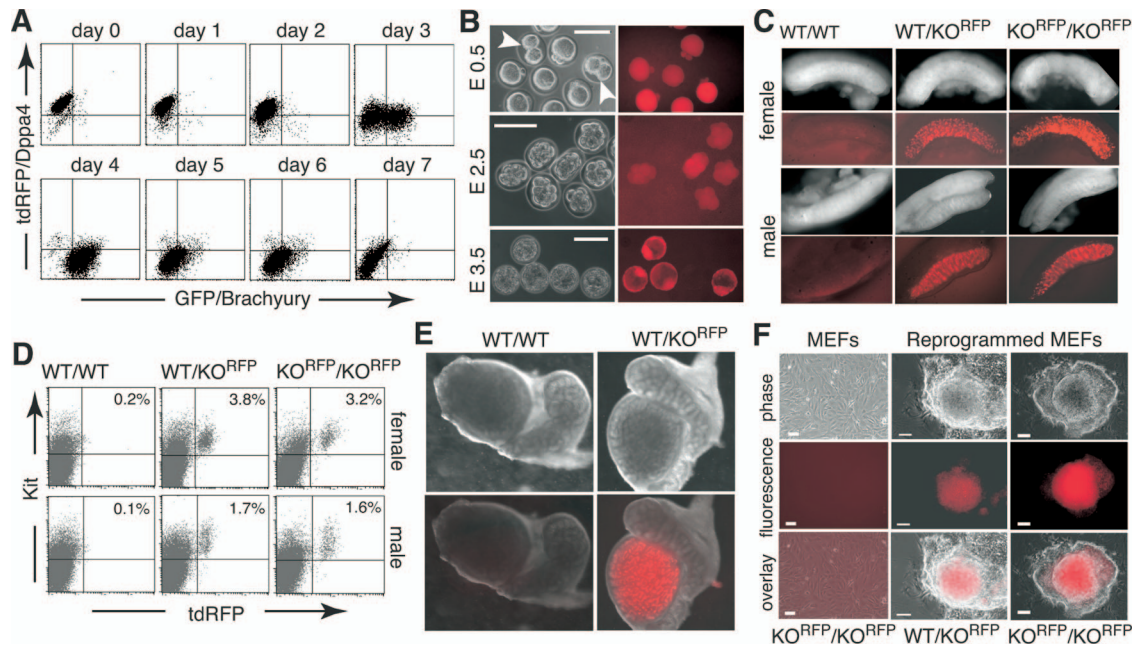 A
day 0 day 1 day 2 day 3
day 4 day 5 day 6 day 7
tdRFP/Dppa4
GFP/Brachyury
B
E 0.5
E 2.5
E 3.5
C
WT/WT WT/KO^RFP KO^RFP/KO^RFP
female
male
D
WT/WT WT/KO^RFP KO^RFP/KO^RFP
0.2% 3.8% 3.2%
female
0.1% 1.7% 1.6%
male
Kit
tdRFP
E
WT/WT WT/KO^RFP
F
MEFs Reprogrammed MEFs
phase
fluorescence
overlay
KO^RFP/KO^RFP WT/KO^RFP KO^RFP/KO^RFP